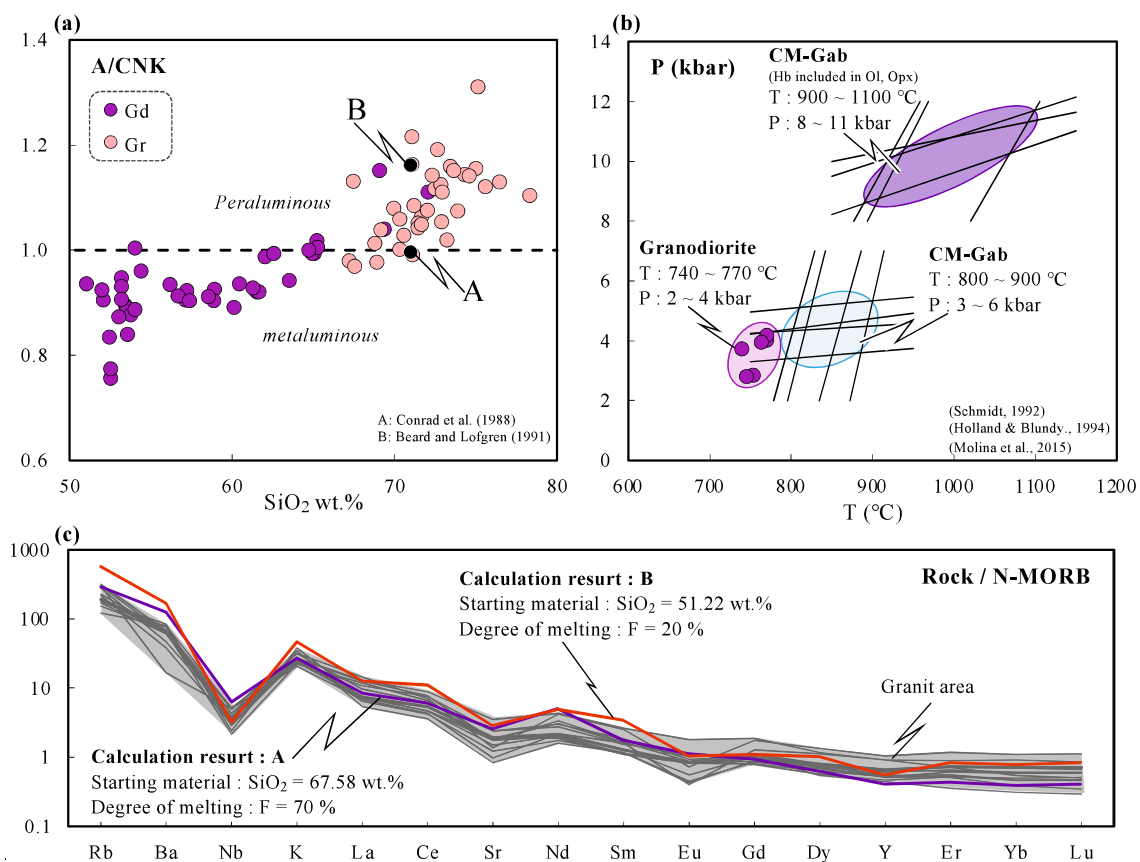 (a)
1.4
1.2
1.0
0.8
0.6
A/CNK
Gd
Gr
B
Peraluminous
A
metaluminous
A: Conrad et al. (1988)
B: Beard and Lofgren (1991)
50
60
70
80
SiO2 wt.%
(b)
14
12
10
8
6
4
2
0
P (kbar)
CM-Gab
(Hb included in Ol, Opx)
T : 900 ~ 1100 ℃
P : 8 ~ 11 kbar
Granodiorite
T : 740 ~ 770 ℃
P : 2 ~ 4 kbar
CM-Gab
T : 800 ~ 900 ℃
P : 3 ~ 6 kbar
(Schmidt, 1992)
(Holland & Blundy., 1994)
(Molina et al., 2015)
600
700
800
900
1000
1100
1200
T (℃)
(c)
1000
100
10
1
0.1
Rock / N-MORB
Calculation resurt : B
Starting material : SiO2 = 51.22 wt.%
Degree of melting : F = 20 %
Granit area
Calculation resurt : A
Starting material : SiO2 = 67.58 wt.%
Degree of melting : F = 70 %
Rb Ba Nb K La Ce Sr Nd Sm Eu Gd Dy Y Er Yb Lu